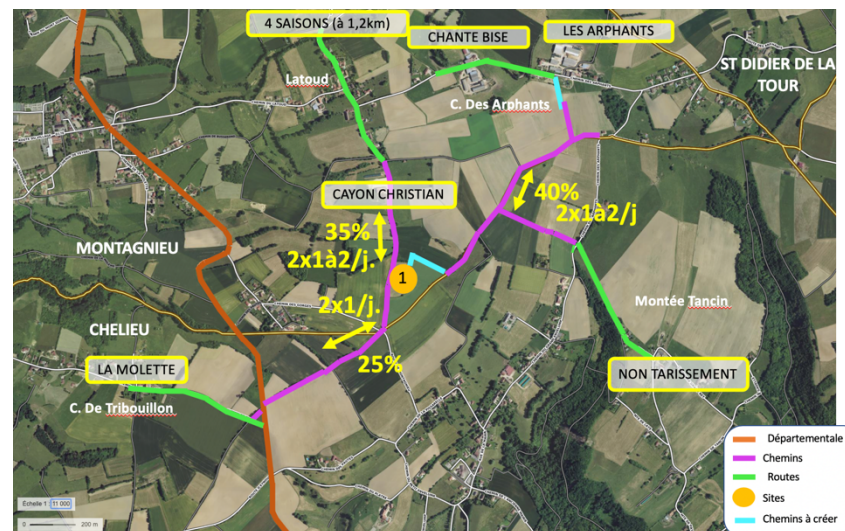 4 SAISONS (à 1,2km)
CHANTE BISE
LES ARPHANTS
ST DIDIER DE LA
TOUR
Latoud
C. Des Arphants
CAYON CHRISTIAN
40%
2x1à2/j
35%
2x1à2/j.
MONTAGNIEU
1
2x1/j.
Montée Tancin
CHELIEU
25%
LA MOLETTE
NON TARISSEMENT
C. De Tribouillon
Départementale
Chemins
Routes
Sites
Chemins à créer
Echelle 1 : 11 000
0 200 m